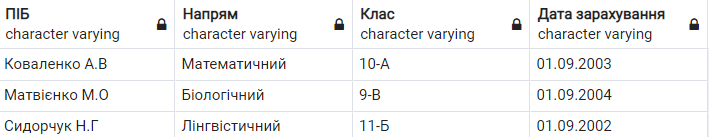 ПІБ Напрям Клас Дата зарахування
character varying character varying character varying character varying
Коваленко А.В Математичний 10-А 01.09.2003
Матвієнко М.О Біологічний 9-В 01.09.2004
Сидорчук Н.Г Лінгвістичний 11-Б 01.09.2002